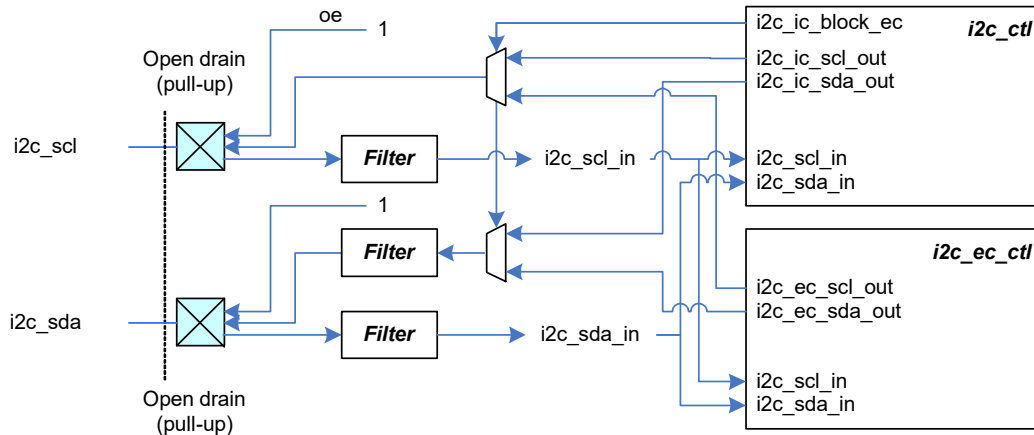 oe
1
i2c_ic_block_ec
i2c_ctl
Open drain
(pull-up)
i2c_ic_scl_out
i2c_ic_sda_out
i2c_scl
Filter
i2c_scl_in
i2c_scl_in
i2c_sda_in
1
Filter
i2c_ec_ctl
i2c_ec_scl_out
i2c_ec_sda_out
i2c_sda
Filter
i2c_sda_in
i2c_scl_in
i2c_sda_in
Open drain
(pull-up)